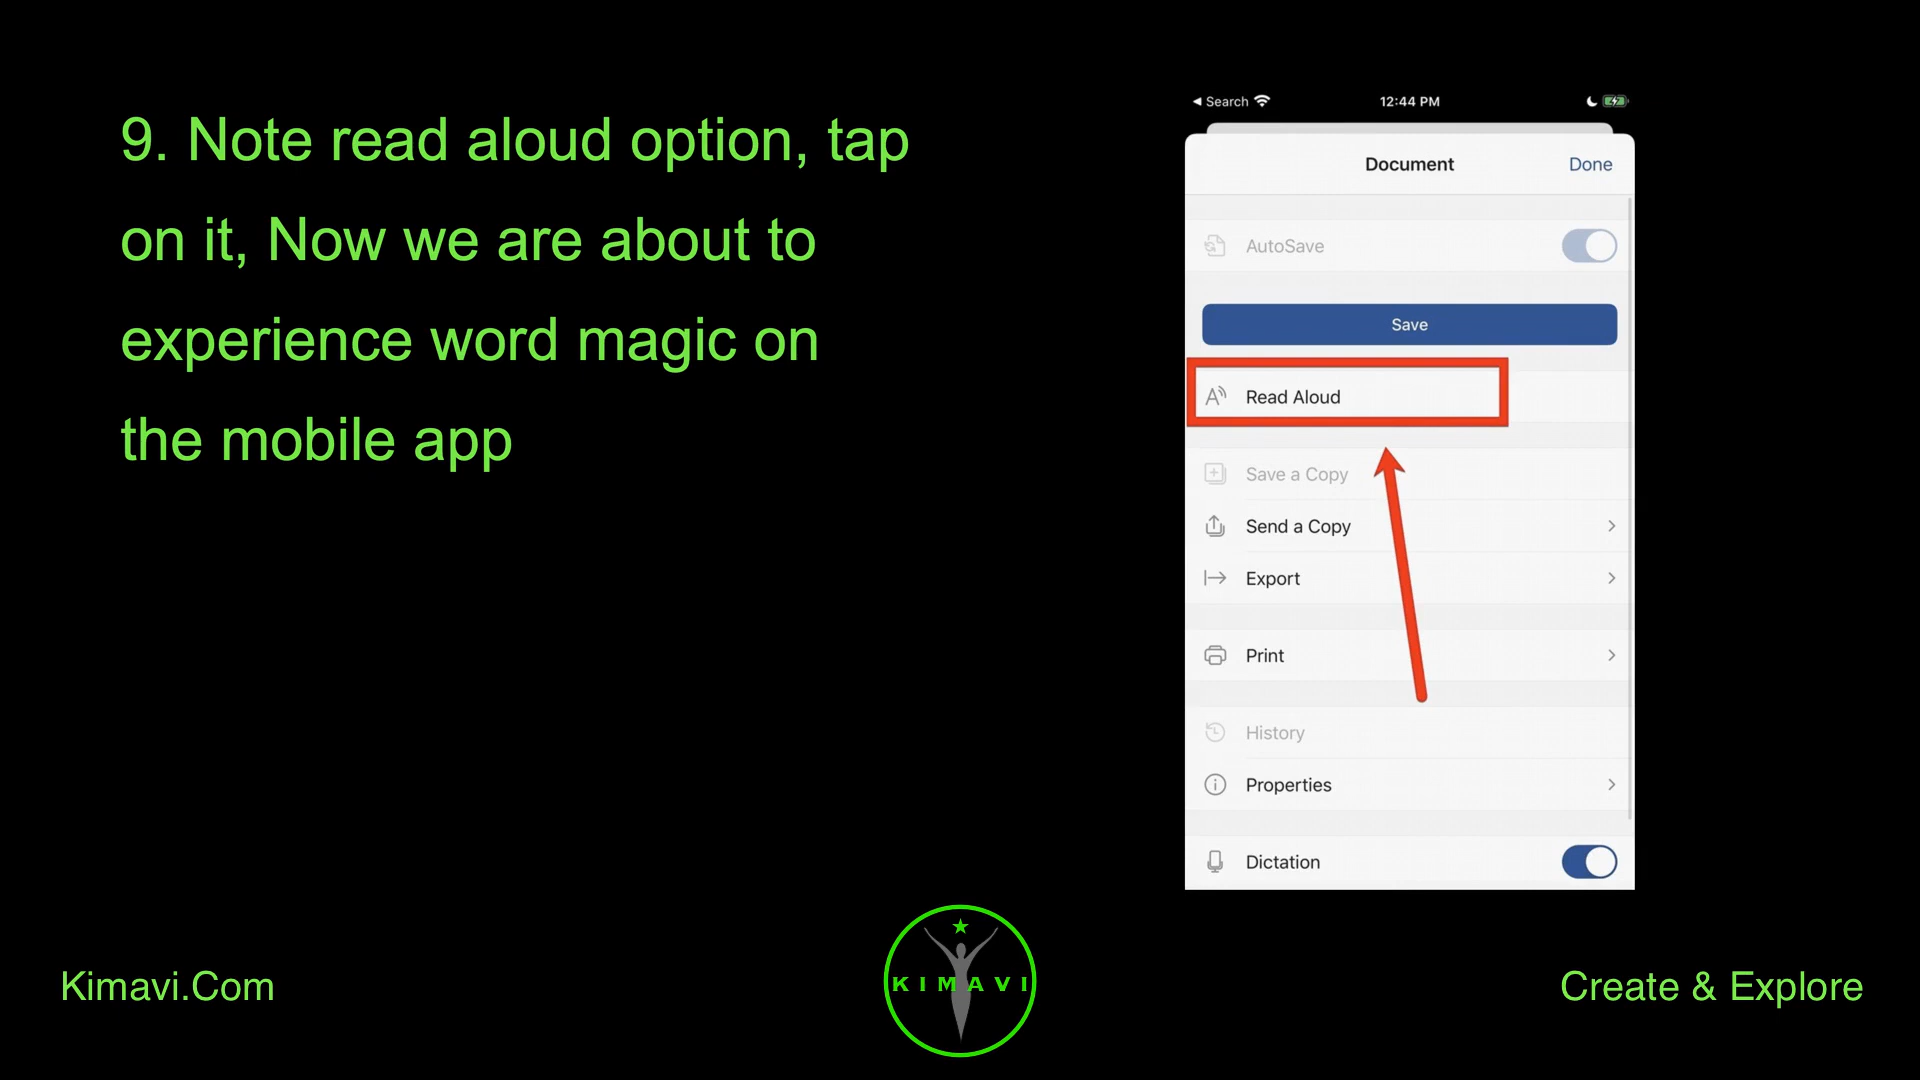 9. Note read aloud option, tap
on it, Now we are about to
experience word magic on
the mobile app
Search
12:44 PM
Document
Done
AutoSave
Save
Read Aloud
Save a Copy
Send a Copy
Export
Print
History
Properties
Dictation
Kimavi.Com
KIMAVI
Create & Explore